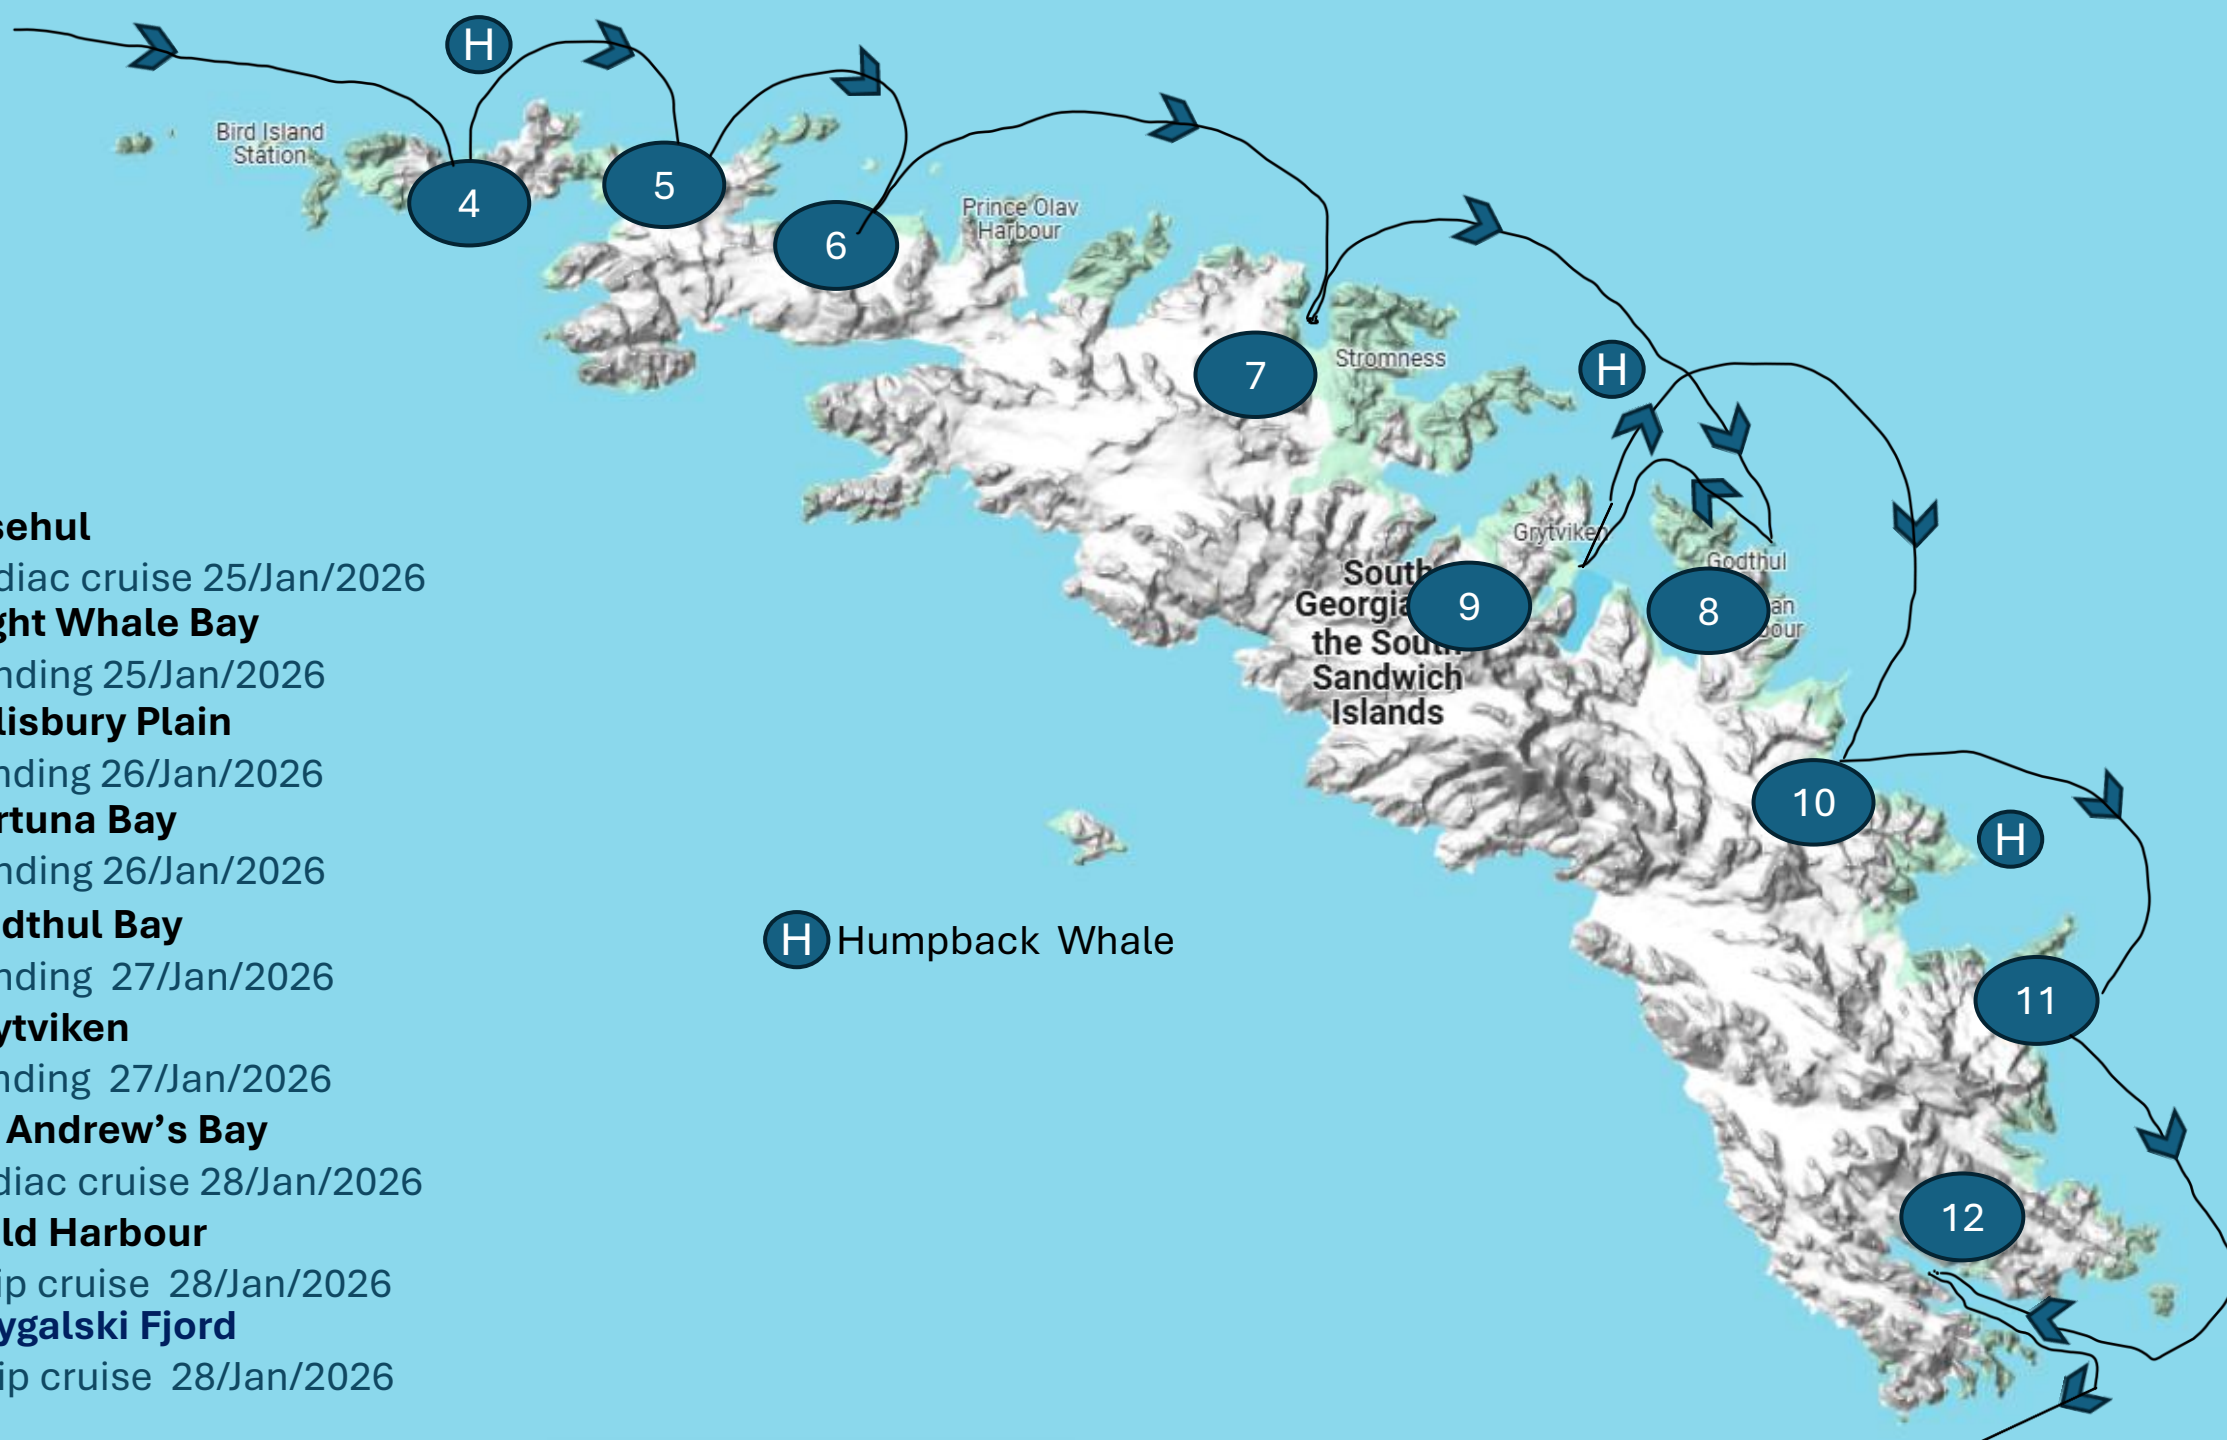 H
Bird Island
Station
4
5
6
Prince Olav
Harbour
7
Stromness
H
Grytviken
Godthul
an
bour
8
9
South
Georgia
the South
Sandwich
Islands
10
H
11
12
H Humpback Whale
sehul
diac cruise 25/Jan/2026
ght Whale Bay
nding 25/Jan/2026
lisbury Plain
nding 26/Jan/2026
rtuna Bay
nding 26/Jan/2026
dthul Bay
nding 27/Jan/2026
ytviken
nding 27/Jan/2026
Andrew’s Bay
diac cruise 28/Jan/2026
ld Harbour
ip cruise 28/Jan/2026
ygalski Fjord
ip cruise 28/Jan/2026